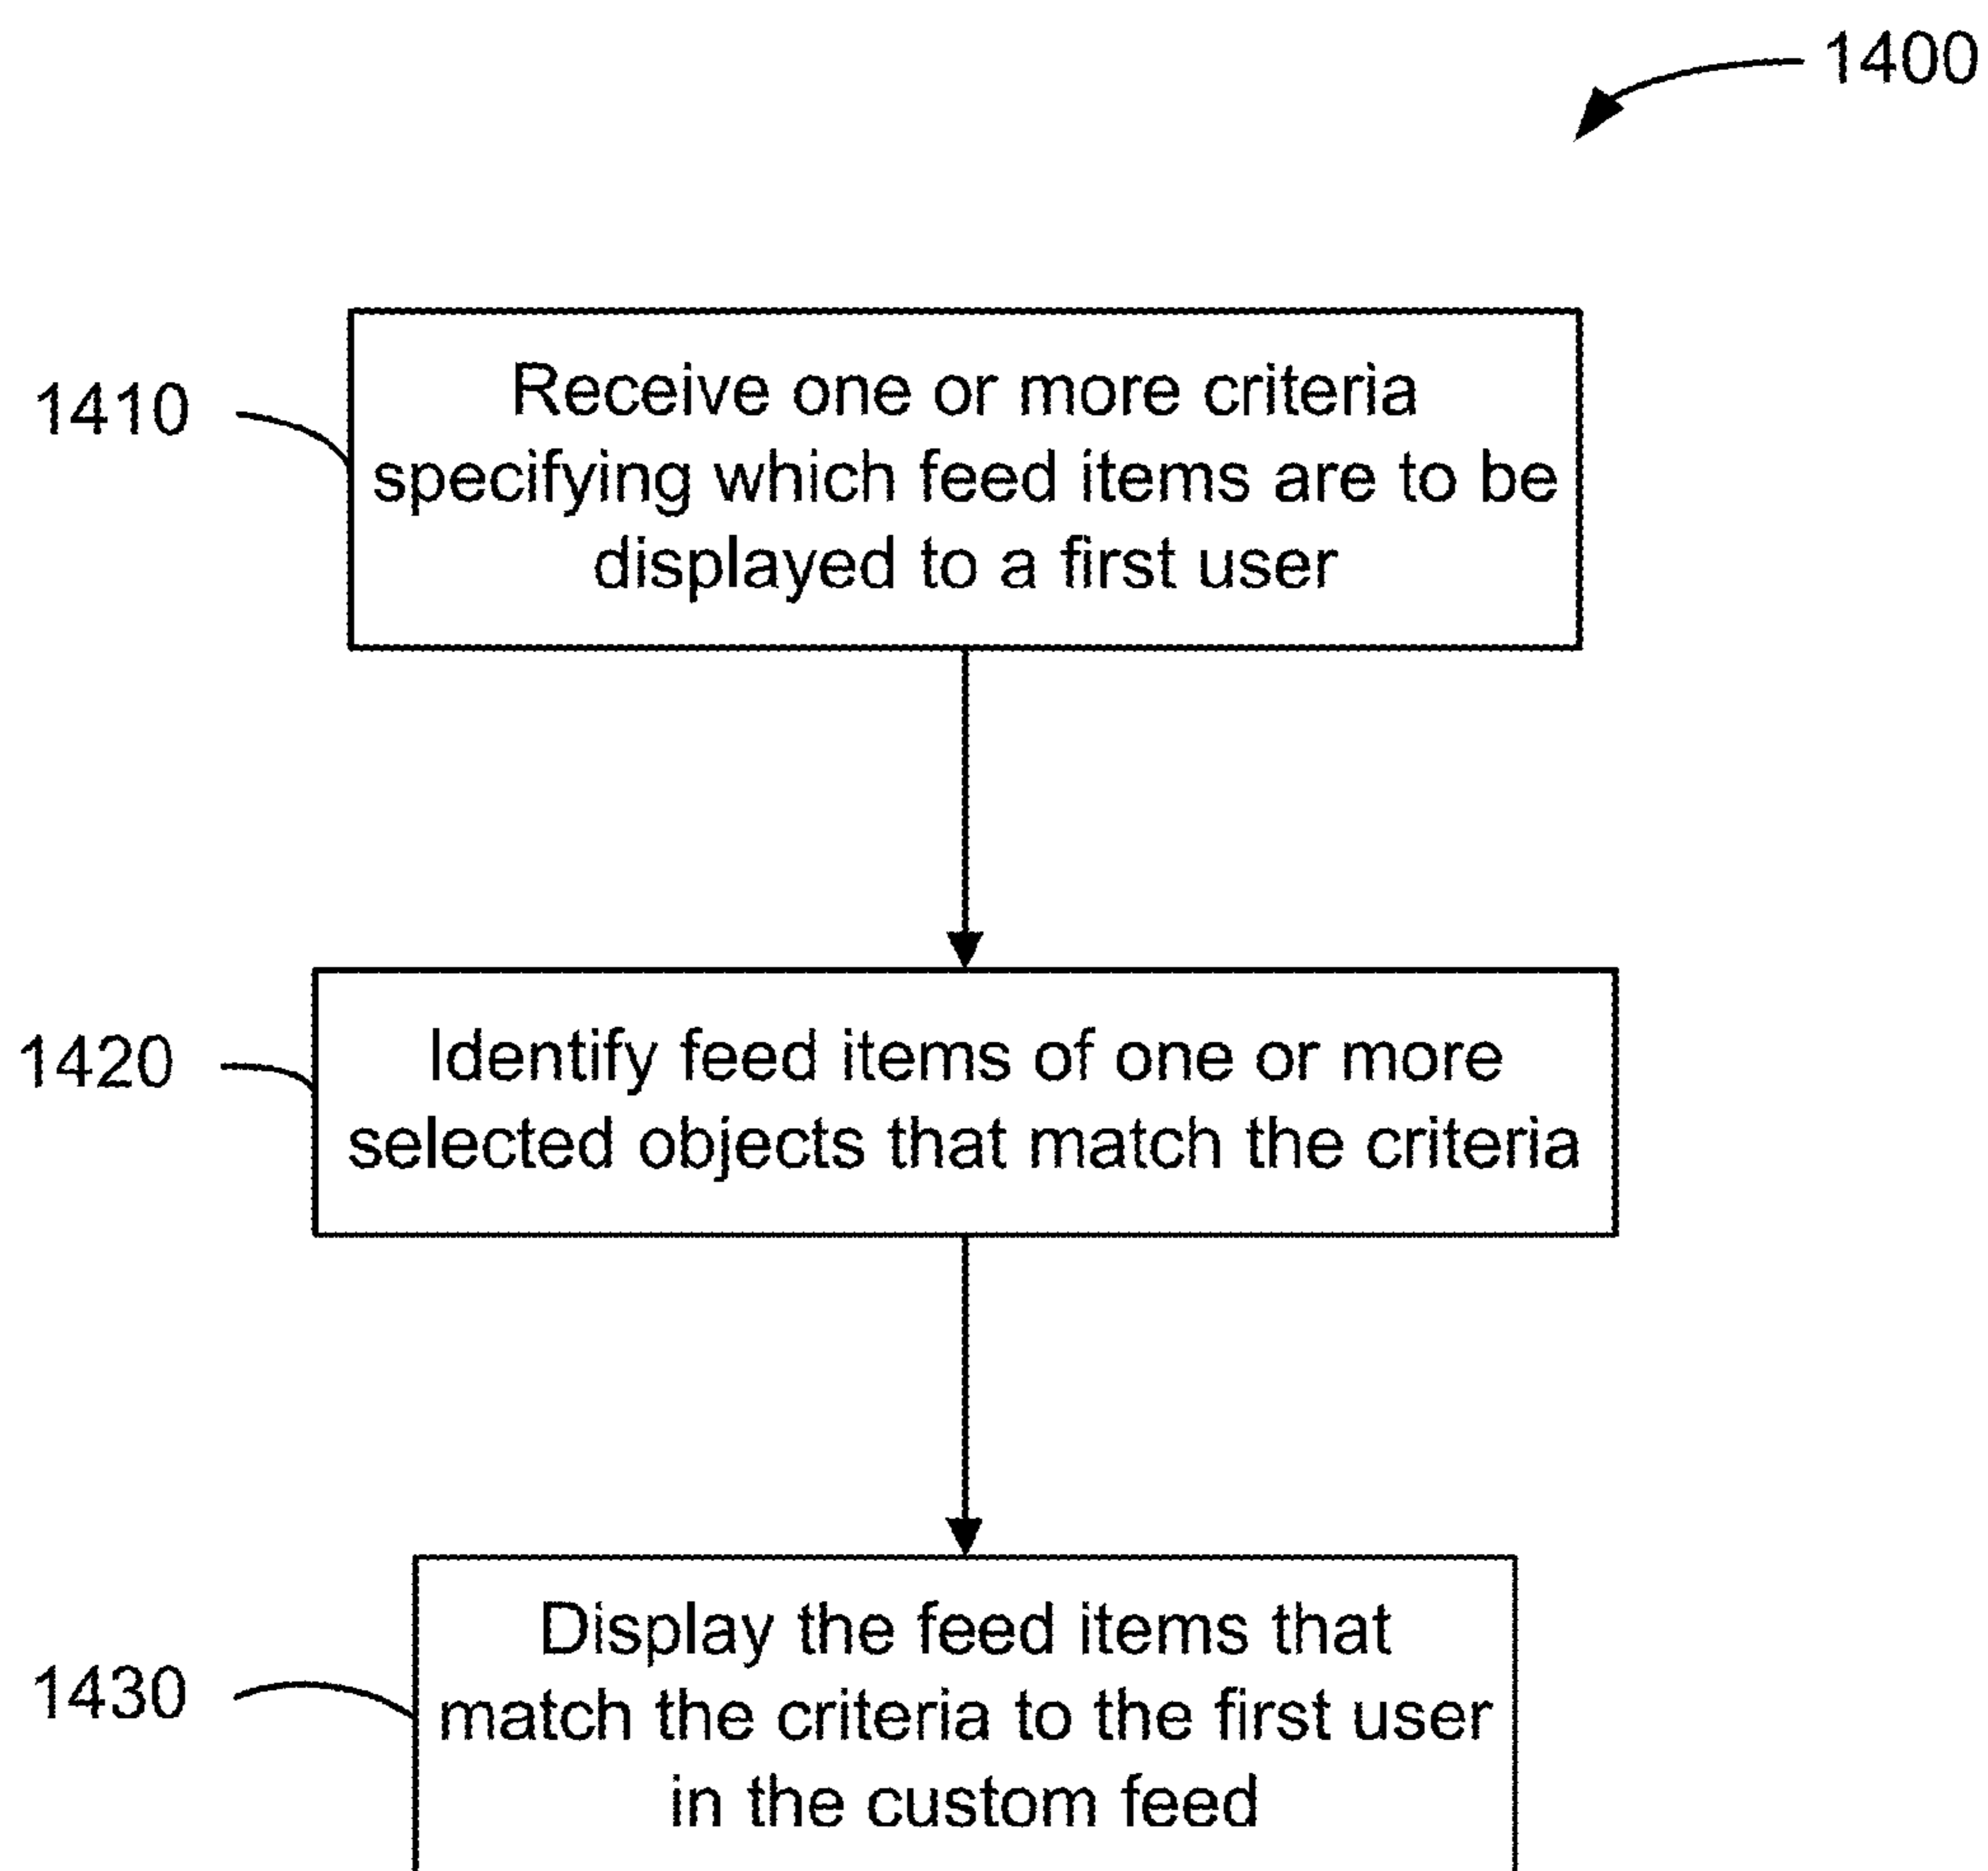 1400
1410
Receive one or more criteria
specifying which feed items are to be
displayed to a first user
1420
Identify feed items of one or more
selected objects that match the criteria
1430
Display the feed items that
match the criteria to the first user
in the custom feed